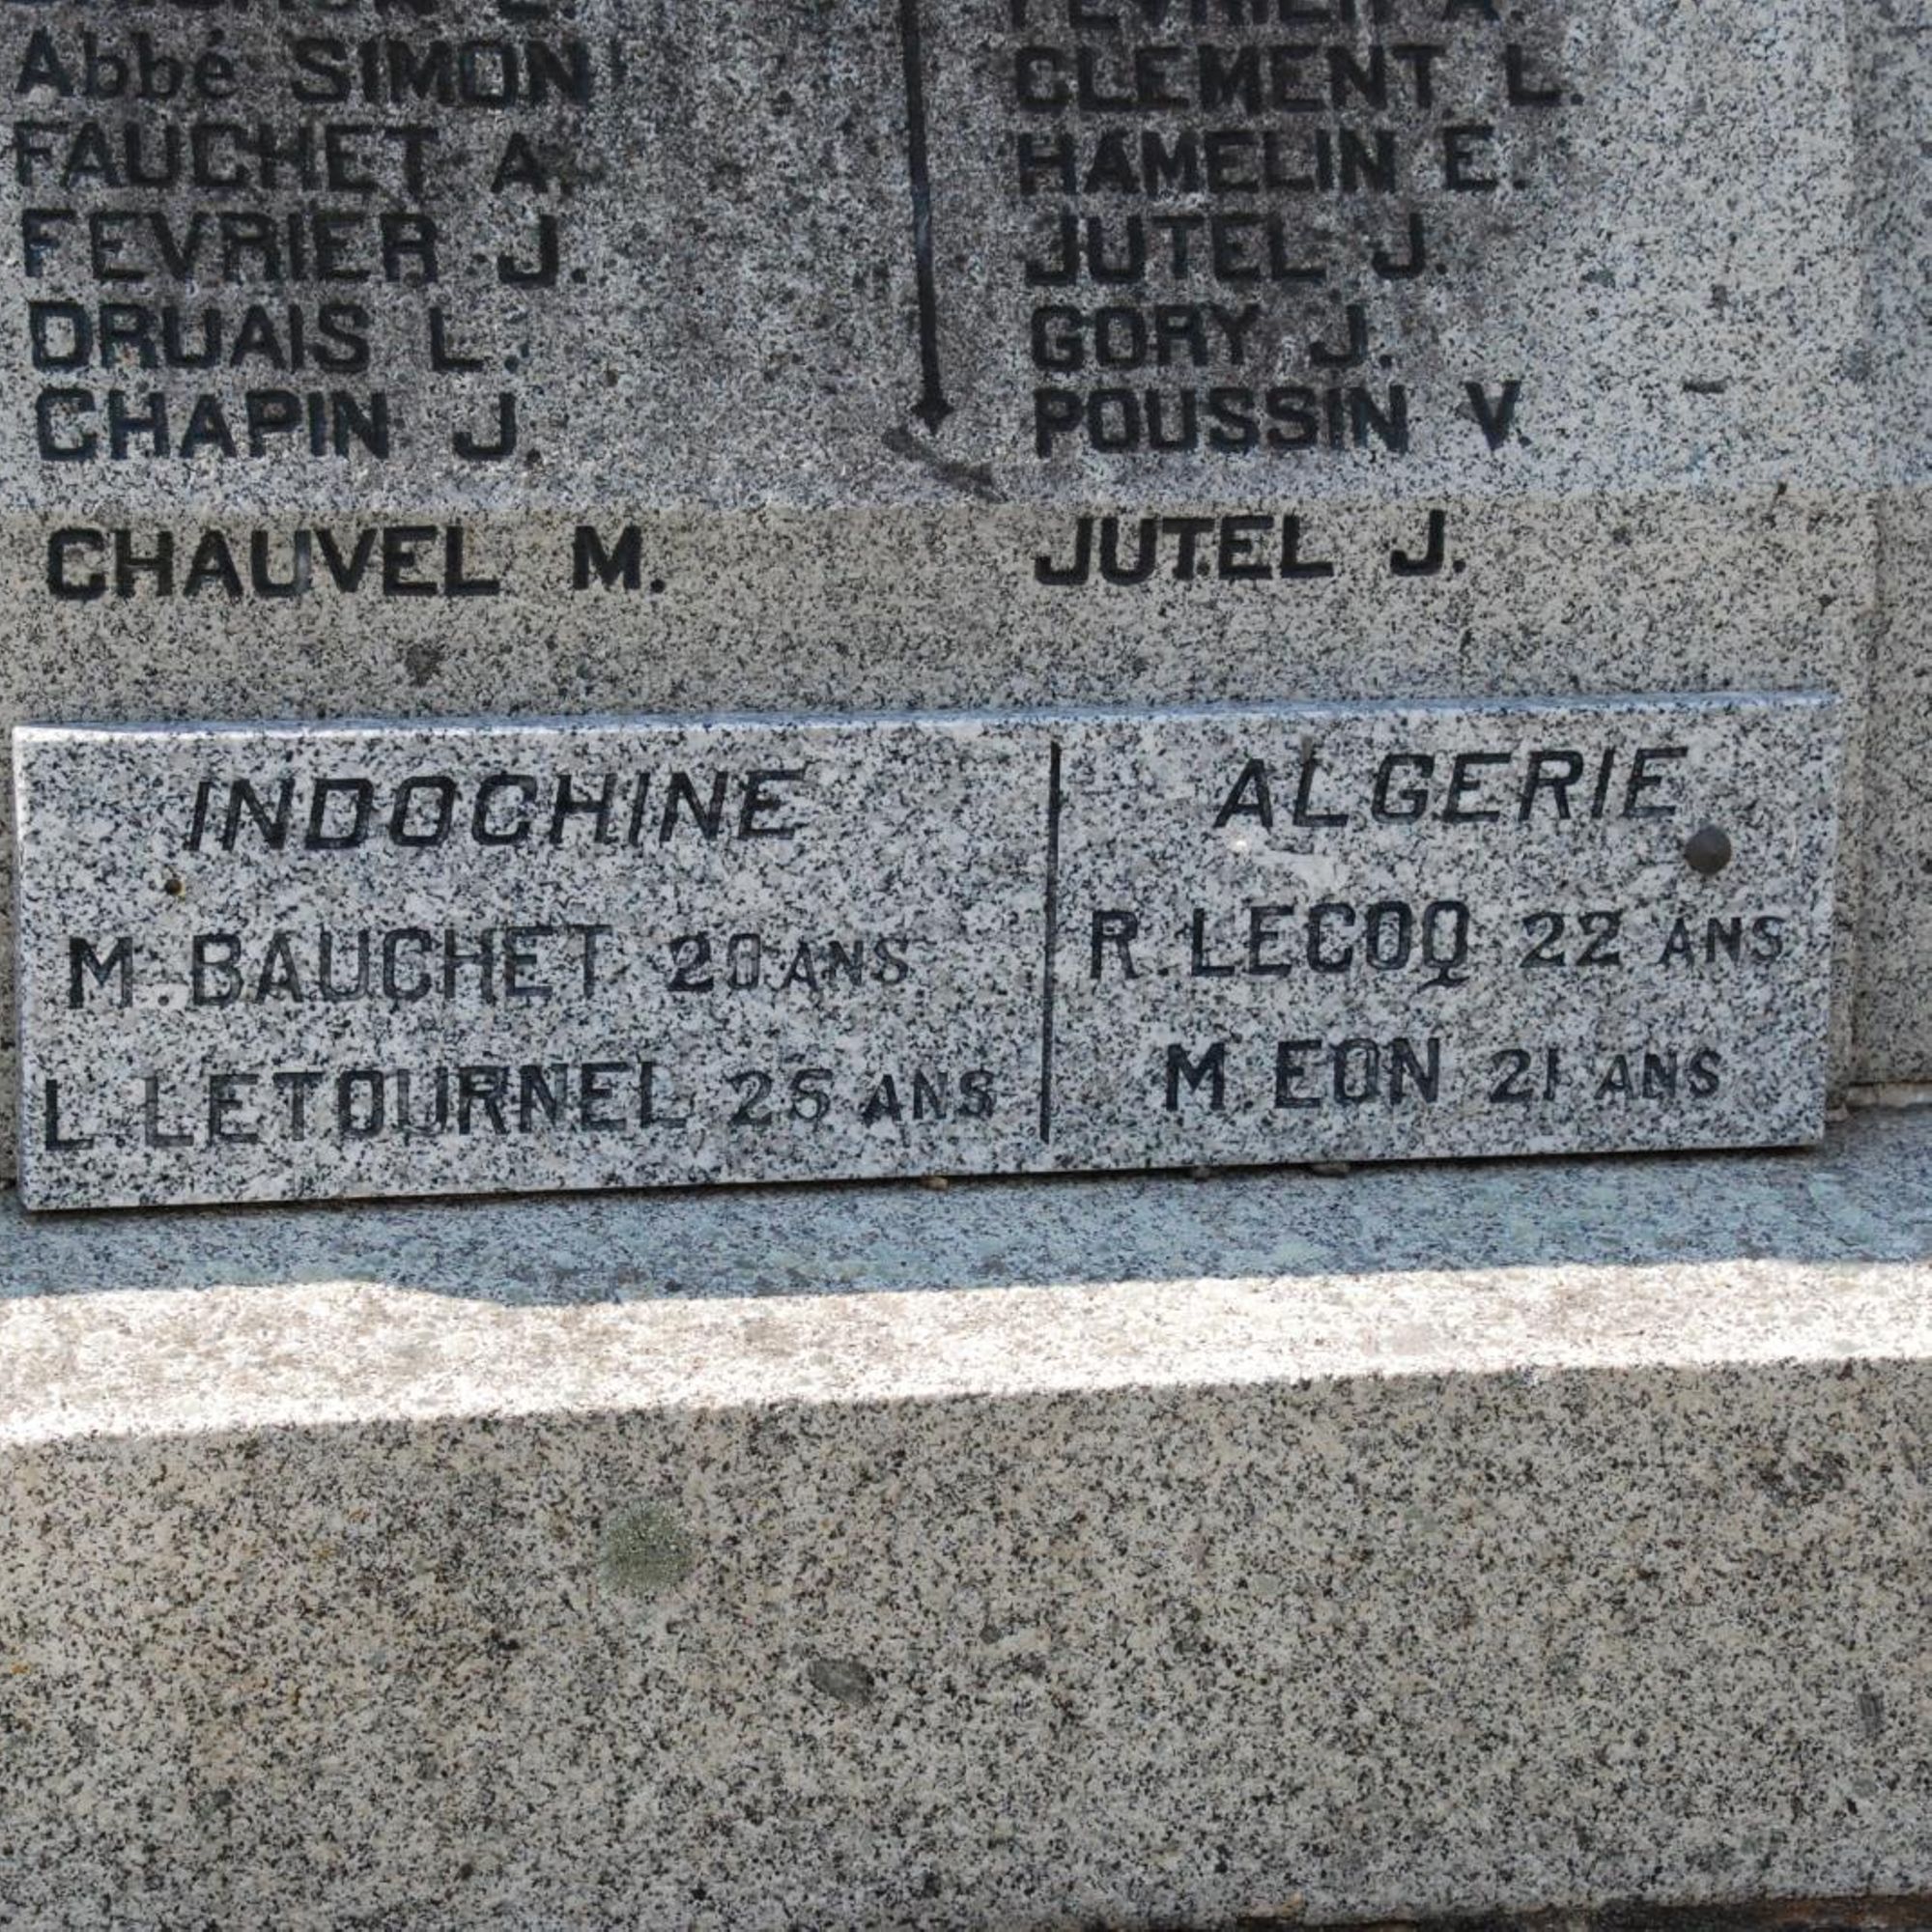 Abbé SIMON
FAUCHET A.
FEVRIER J.
DRUAIS L.
CHAPIN J.
CHAUVEL M.
FEVRIER A.
CLEMENT L.
HAMELIN E.
JUTEL J.
GORY J.
POUSSIN V.
JUTEL J.
INDOCHINE
M. BAUCHET 20 ANS
L. LETOURNEL ANS
ALGERIE
R. LECOQ 22 ANS
M. EON 21 ANS